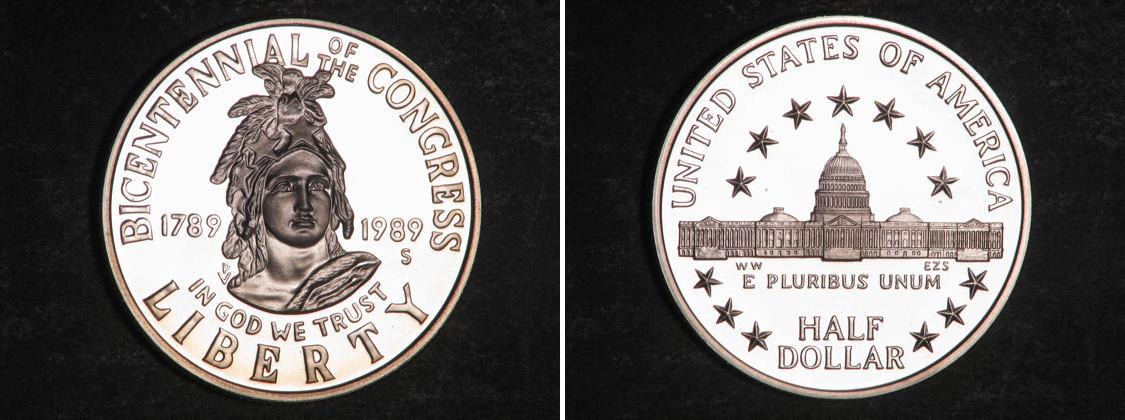 BICENTENNIAL OF THE CONGRESS
1789
1989
S
IN GOD WE TRUST
LIBERTY
UNITED STATES OF AMERICA
WW
EZS
E PLURIBUS UNUM
HALF
DOLLAR